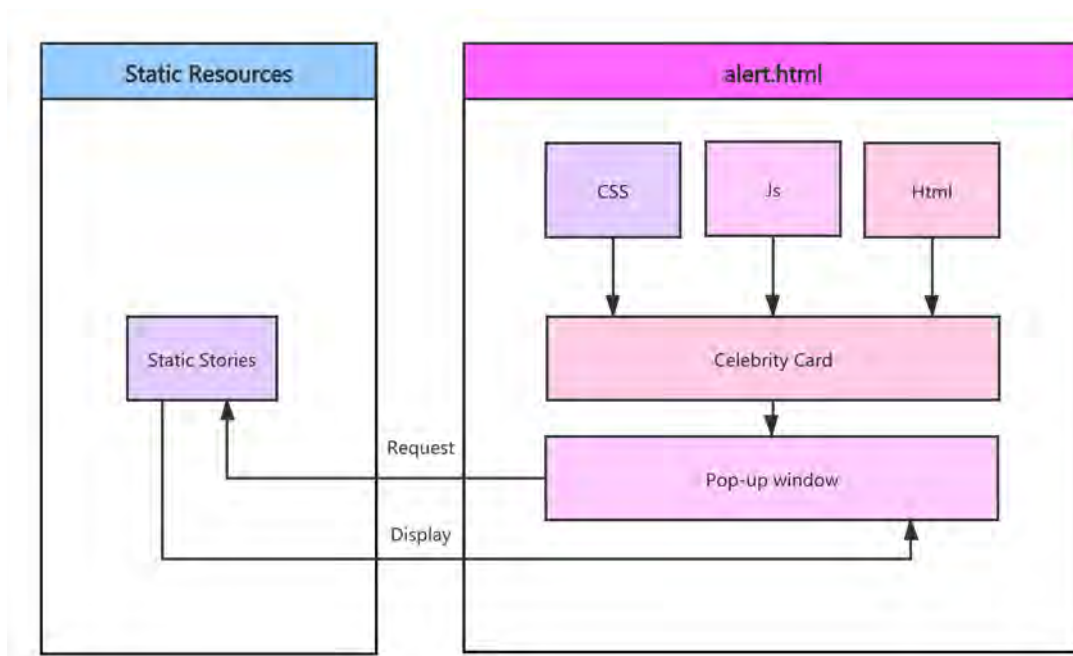 Static Resources
alert.html
CSS
Js
Html
Static Stories
Celebrity Card
Request
Pop-up window
Display